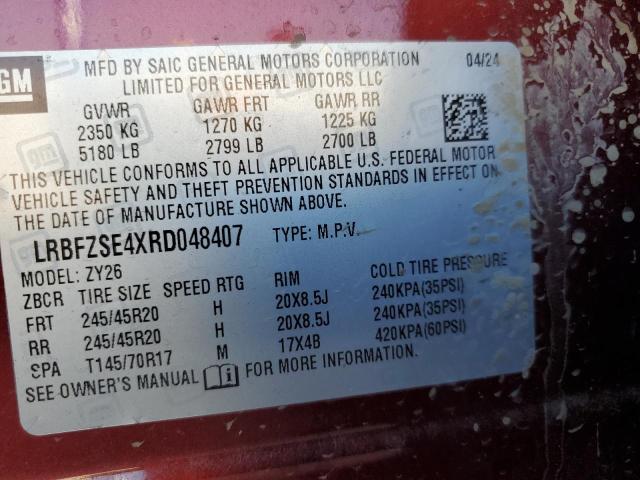 GM
MFD BY SAIC GENERAL MOTORS CORPORATION 04/24
LIMITED FOR GENERAL MOTORS LLC
GVWR GAWR FRT GAWR RR
2350 KG 1270 KG 1225 KG
5180 LB 2799 LB 2700 LB
THIS VEHICLE CONFORMS TO ALL APPLICABLE U.S. FEDERAL MOTOR
VEHICLE SAFETY AND THEFT PREVENTION STANDARDS IN EFFECT ON
THE DATE OF MANUFACTURE SHOWN ABOVE.
LRBFZSE4XRD048407 TYPE: M.P.V.
MODEL: ZY26
ZBCR TIRE SIZE SPEED RTG RIM COLD TIRE PRESSURE
FRT 245/45R20 H 20X8.5J 240KPA(35PSI)
RR 245/45R20 H 20X8.5J 240KPA(35PSI)
SPA T145/70R17 M 17X4B 420KPA(60PSI)
SEE OWNER'S MANUAL FOR MORE INFORMATION.